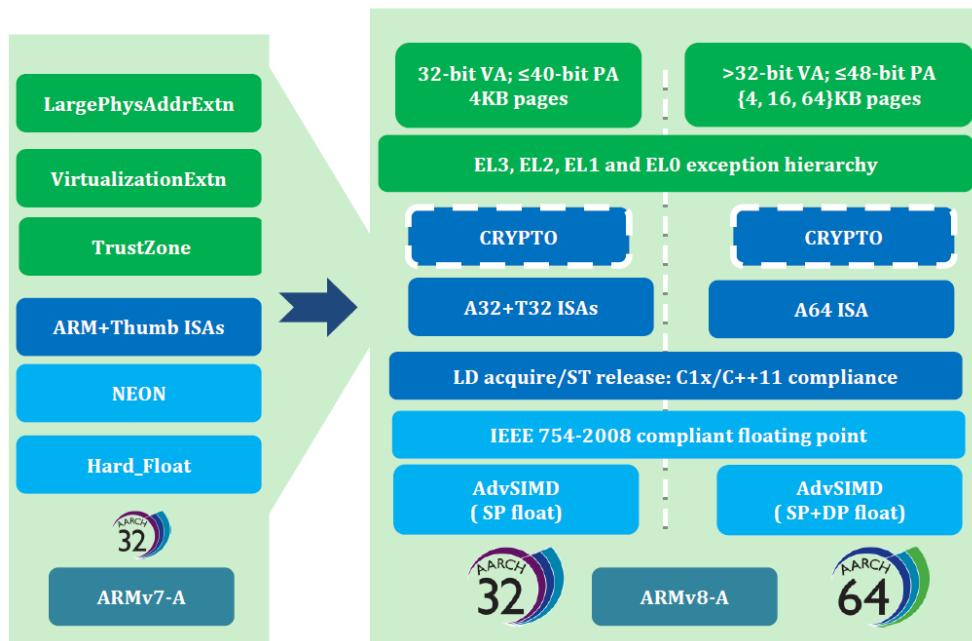 LargePhysAddrExtn
VirtualizationExtn
TrustZone
ARM+Thumb ISAs
NEON
Hard_Float
AARCH
32
ARMv7-A
32-bit VA; ≤40-bit PA
4KB pages
>32-bit VA; ≤48-bit PA
{4, 16, 64}KB pages
EL3, EL2, EL1 and EL0 exception hierarchy
CRYPTO
CRYPTO
A32+T32 ISAs
A64 ISA
LD acquire/ST release: C1x/C++11 compliance
IEEE 754-2008 compliant floating point
AdvSIMD
( SP float)
AdvSIMD
( SP+DP float)
AARCH
32
ARMv8-A
AARCH
64